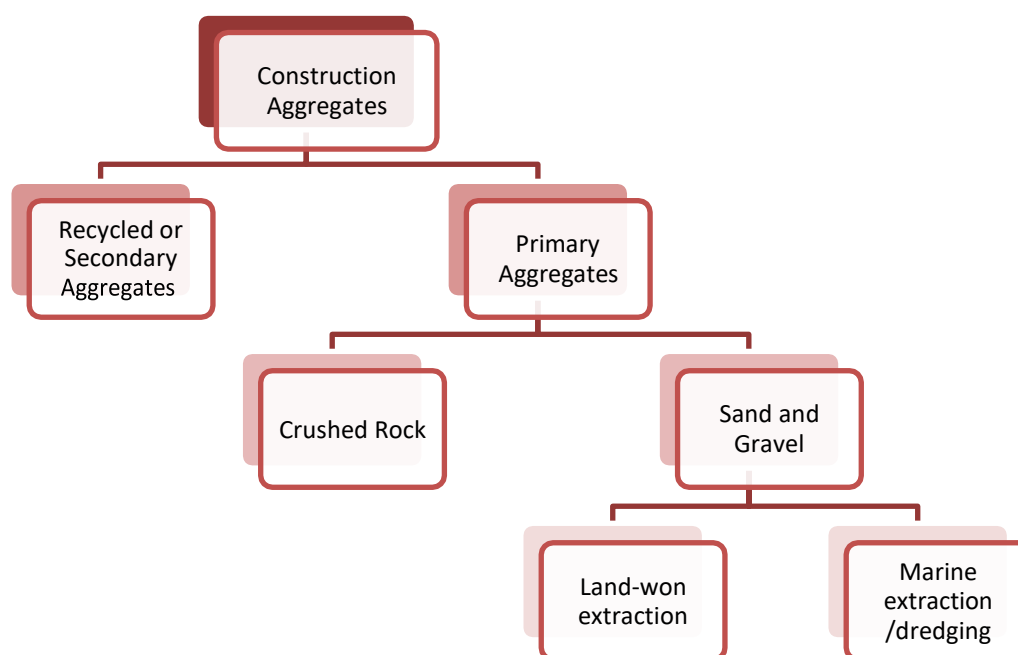 Construction
Aggregates
Recycled or
Secondary
Aggregates
Primary
Aggregates
Crushed Rock
Sand and
Gravel
Land-won
extraction
Marine
extraction
/dredging